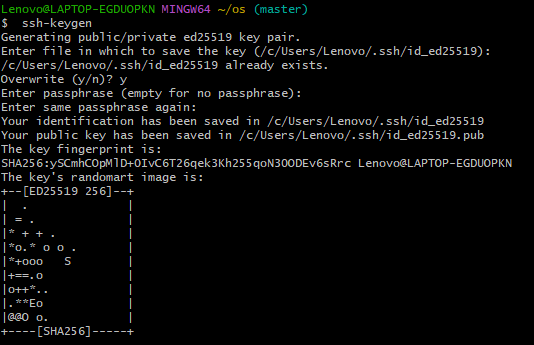 Lenovo@LAPTOP-EGDUOPKN MINGW64 ~/os (master)
$  ssh-keygen
Generating public/private ed25519 key pair.
Enter file in which to save the key (/c/Users/Lenovo/.ssh/id_ed25519):
/c/Users/Lenovo/.ssh/id_ed25519 already exists.
Overwrite (y/n)? y
Enter passphrase (empty for no passphrase):
Enter same passphrase again:
Your identification has been saved in /c/Users/Lenovo/.ssh/id_ed25519
Your public key has been saved in /c/Users/Lenovo/.ssh/id_ed25519.pub
The key fingerprint is:
SHA256:ySCmhCOpMlD+OIvC6T26qek3Kh255qoN3OODEv6sRrc Lenovo@LAPTOP-EGDUOPKN
The key's randomart image is:
+--[ED25519 256]--+
|  .              |
| = .             |
|* + + .          |
|*o.* o o .       |
|*+ooo   S        |
|+==.o            |
|o++*..           |
|.**Eo            |
|@@O o.           |
+----[SHA256]-----+